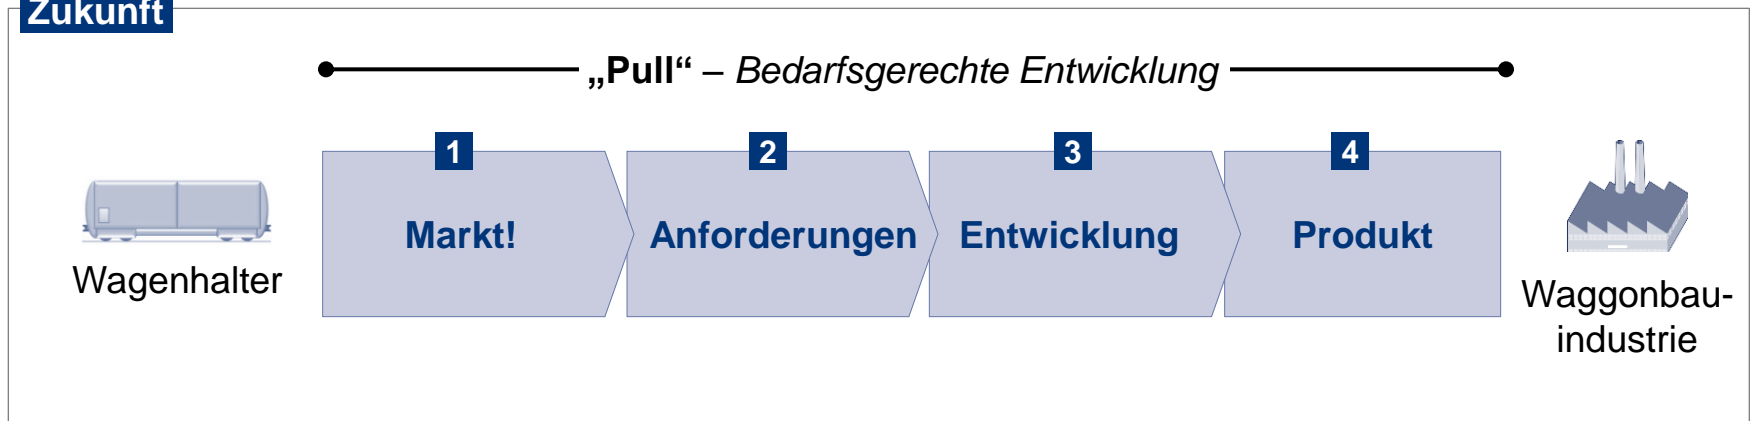 Zukunft
„Pull“ – Bedarfsgerechte Entwicklung
1
2
3
4
Markt!
Anforderungen
Entwicklung
Produkt
Wagenhalter
Waggonbau-
industrie